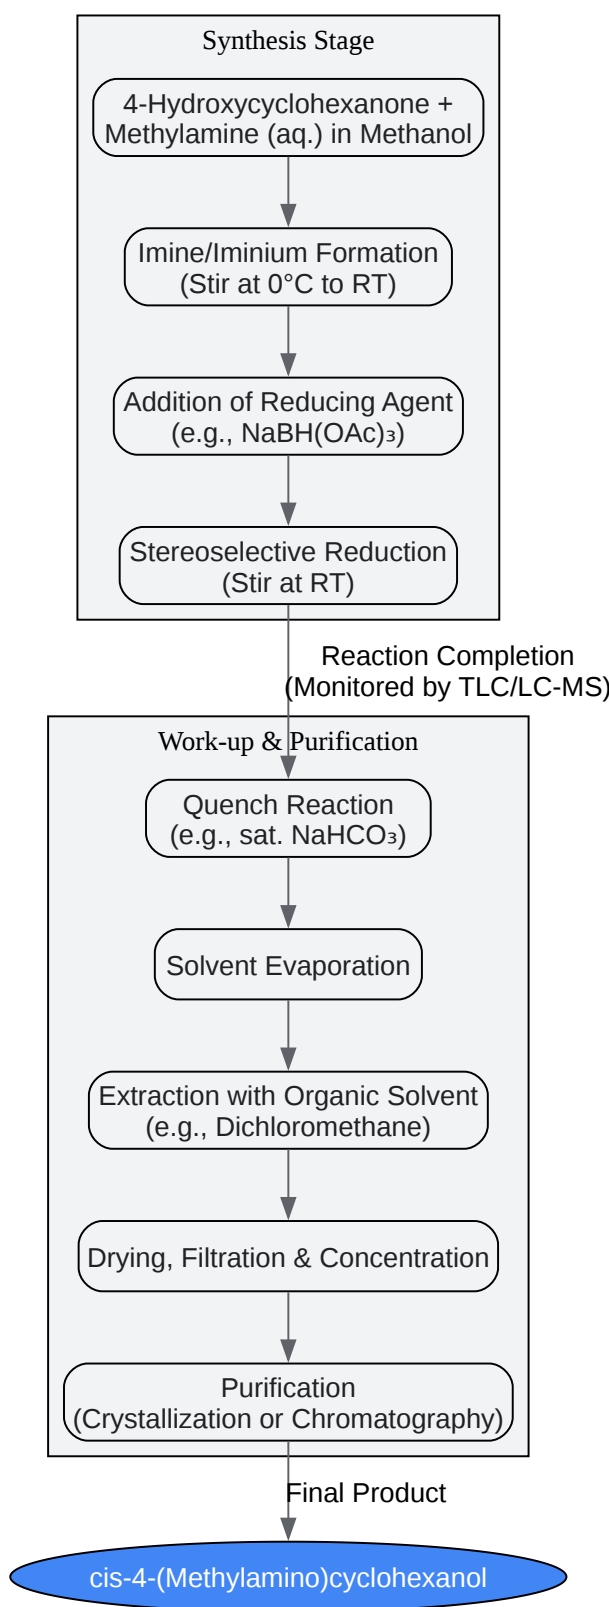 Synthesis Stage
4-Hydroxycyclohexanone +
Methylamine (aq.) in Methanol
Imine/Iminium Formation
(Stir at 0°C to RT)
Addition of Reducing Agent
(e.g., NaBH(OAc)₃)
Stereoselective Reduction
(Stir at RT)
Reaction Completion
(Monitored by TLC/LC-MS)
Work-up & Purification
Quench Reaction
(e.g., sat. NaHCO₃)
Solvent Evaporation
Extraction with Organic Solvent
(e.g., Dichloromethane)
Drying, Filtration & Concentration
Purification
(Crystallization or Chromatography)
Final Product
cis-4-(Methylamino)cyclohexanol